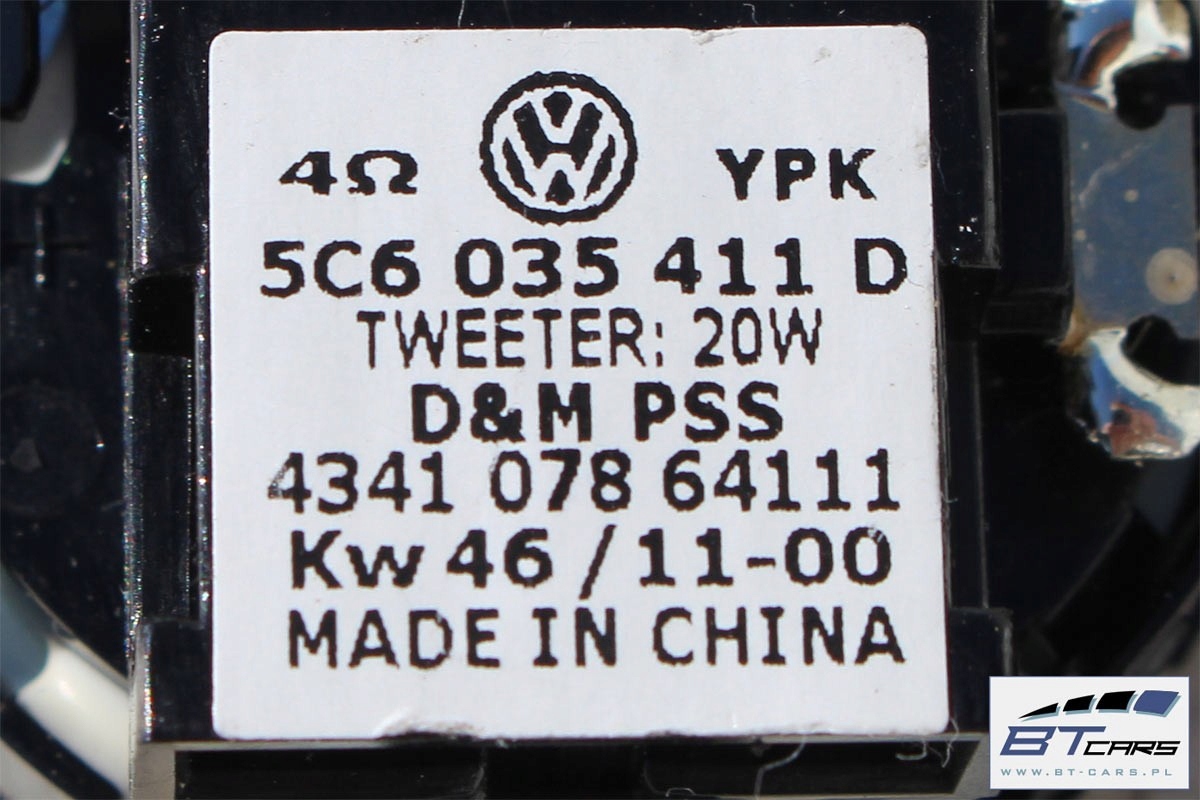 4Ω YPK
5C6 035 411 D
TWEETER: 20W
D&M PSS
4341 078 64111
Kw 46 / 11-00
MADE IN CHINA
BT CARS
WWW.BT-CARS.PL